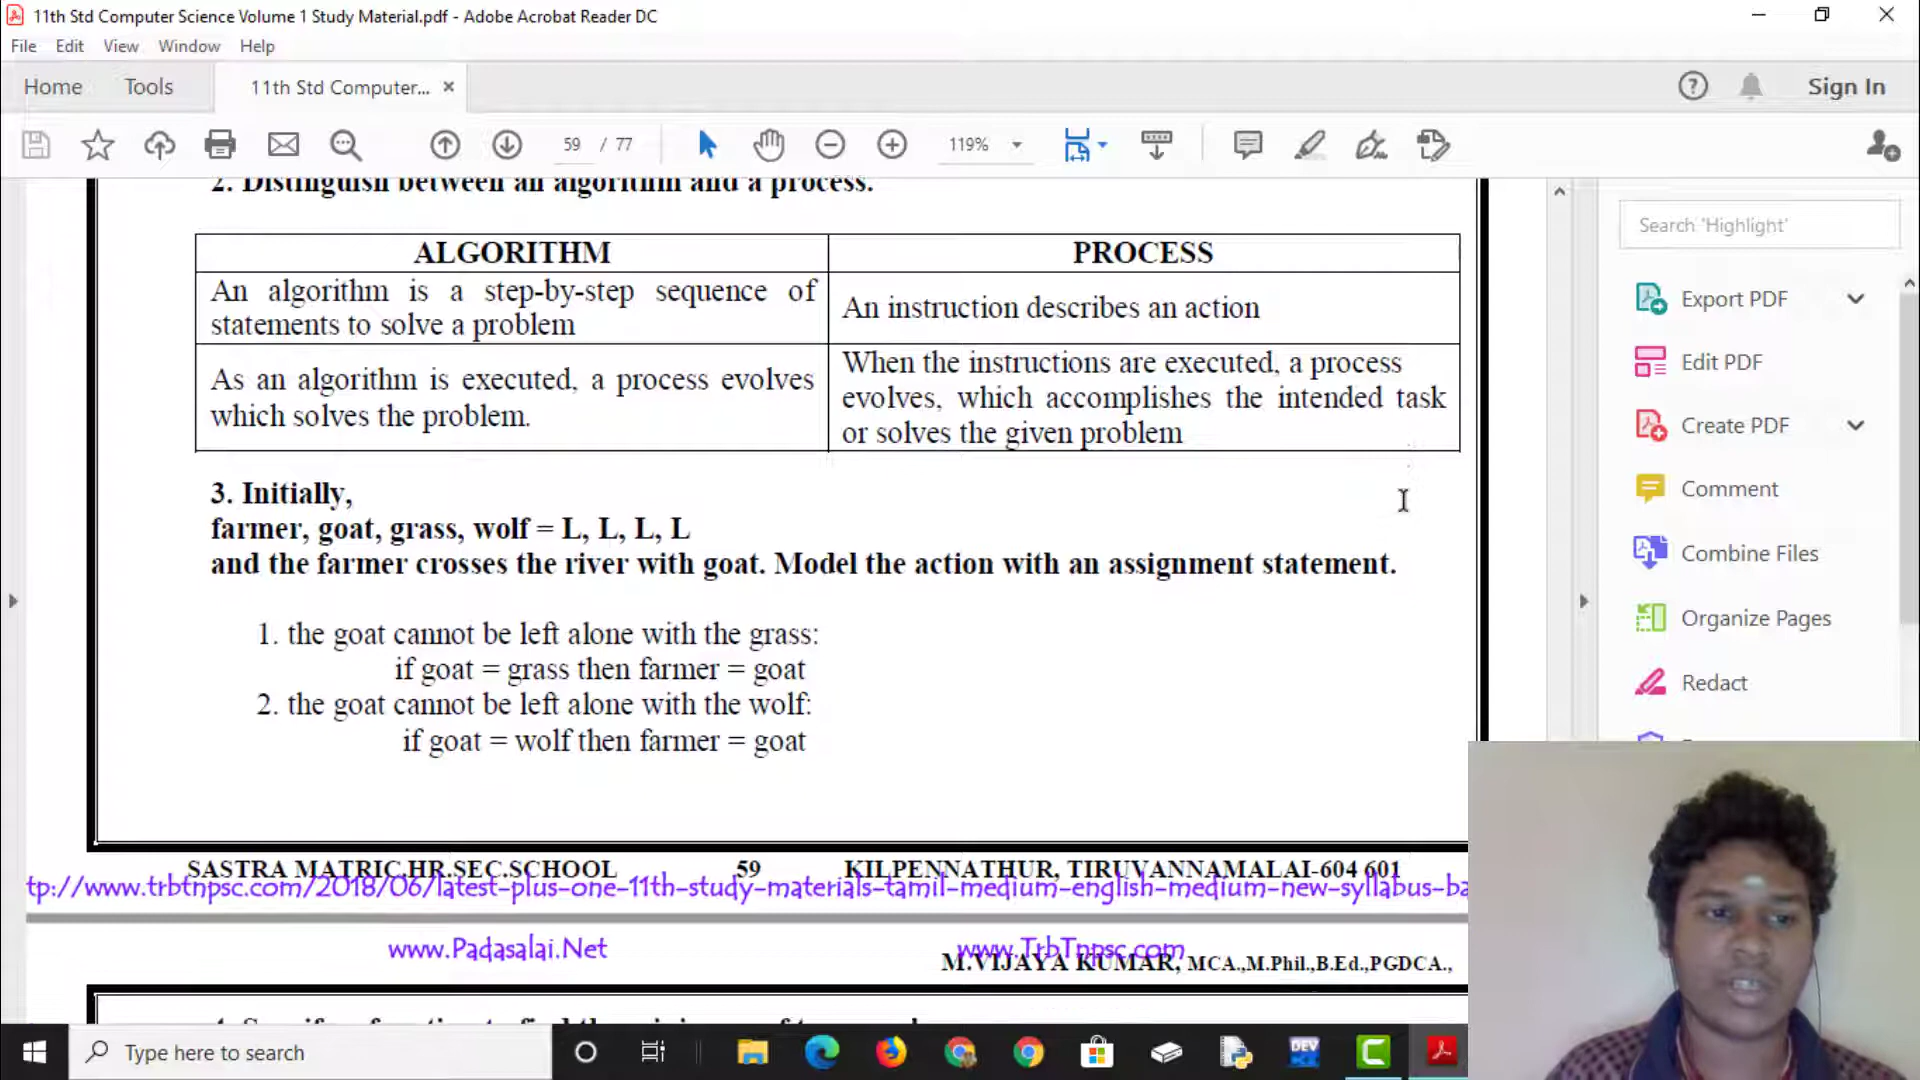 11th Std Computer Science Volume 1 Study Material.pdf - Adobe Acrobat Reader DC
File Edit View Window Help
Home Tools 11th Std Computer... × Sign In
59 / 77 119%
2. Distinguish between an algorithm and a process.
ALGORITHM PROCESS
An algorithm is a step-by-step sequence of
statements to solve a problem
An instruction describes an action
As an algorithm is executed, a process evolves
which solves the problem.
When the instructions are executed, a process
evolves, which accomplishes the intended task
or solves the given problem
3. Initially,
farmer, goat, grass, wolf = L, L, L, L
and the farmer crosses the river with goat. Model the action with an assignment statement.
1. the goat cannot be left alone with the grass:
if goat = grass then farmer = goat
2. the goat cannot be left alone with the wolf:
if goat = wolf then farmer = goat
SASTRA MATRIC.HR.SEC.SCHOOL 59 KILPENNATHUR, TIRUVANNAMALAI-604 601
tp://www.trbtnpsc.com/2018/06/latest-plus-one-11th-study-materials-tamil-medium-english-medium-new-syllabus-ba
www.Padasalai.Net www.TrbTnpsc.com
M.VIJAYA KUMAR, MCA.,M.Phil.,B.Ed.,PGDCA.,
Search 'Highlight'
Export PDF
Edit PDF
Create PDF
Comment
Combine Files
Organize Pages
Redact
Type here to search
DEV